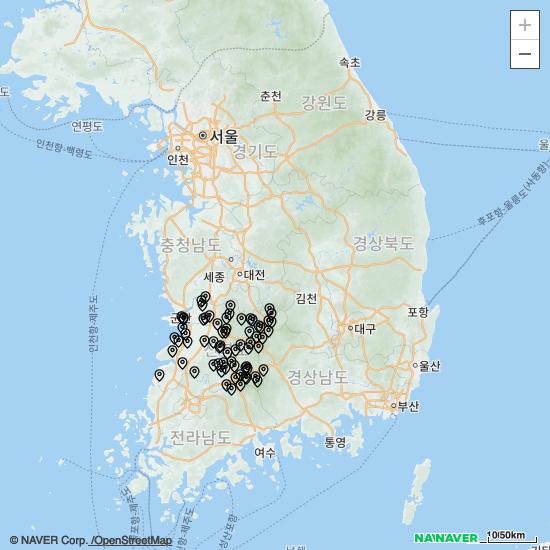 +
−
속초
춘천
강원도
강릉
연평도
서울
인천
경기도
인천항-백령도
울
후포항-울릉도(사동항)
충청남도
경상북도
세종
대전
인천항-제주도
김천
포항
대구
울산
경상남도
부산
전라남도
여수
통영
© NAVER Corp. /OpenStreetMap
NAVER
10/50km